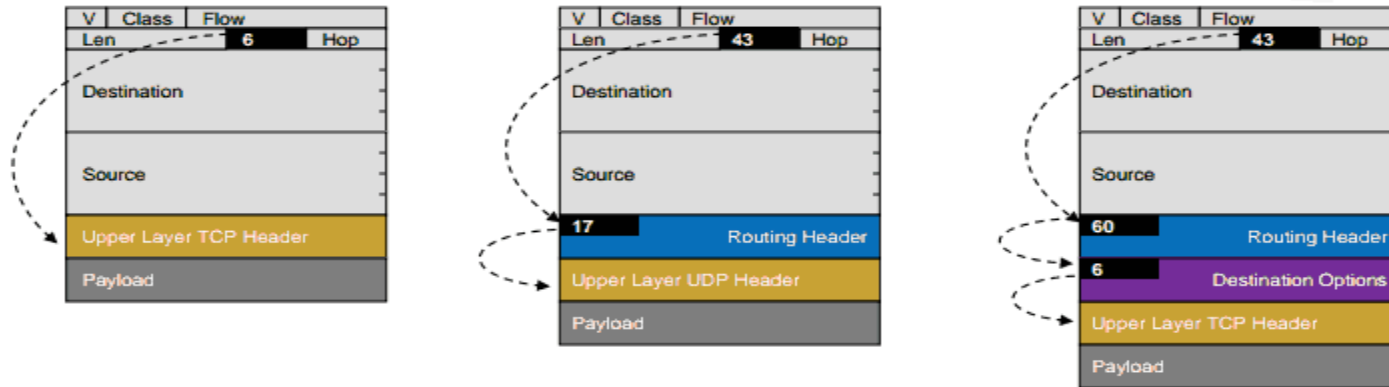 V Class Flow
Len 6 Hop
Destination
Source
Upper Layer TCP Header
Payload
V Class Flow
Len 43 Hop
Destination
Source
17 Routing Header
Upper Layer UDP Header
Payload
V Class Flow
Len 43 Hop
Destination
Source
60 Routing Header
6 Destination Options
Upper Layer TCP Header
Payload